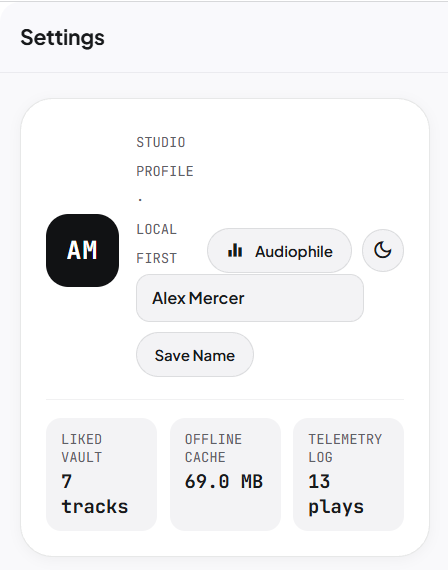 Settings
AM
STUDIO
PROFILE
·
LOCAL
FIRST
Audiophile
Alex Mercer
Save Name
LIKED
VAULT
7
tracks
OFFLINE
CACHE
69.0 MB
TELEMETRY
LOG
13
plays